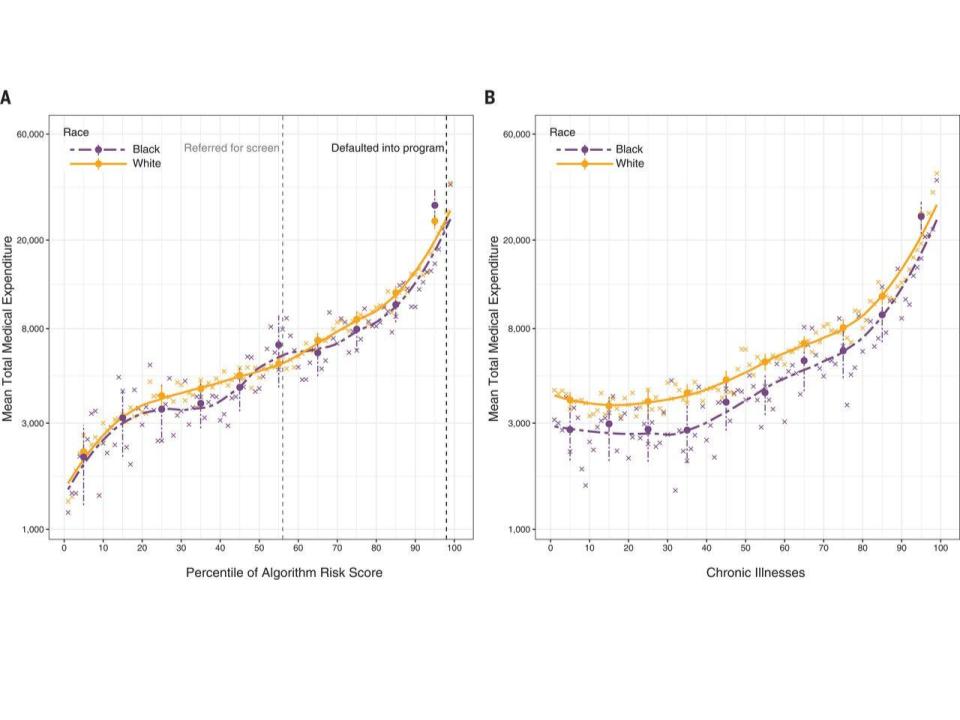 A
Race
Black
White
Referred for screen
Defaulted into program
Mean Total Medical Expenditure
60,000
20,000
8,000
3,000
1,000
0 10 20 30 40 50 60 70 80 90 100
Percentile of Algorithm Risk Score
B
Race
Black
White
Mean Total Medical Expenditure
60,000
20,000
8,000
3,000
1,000
0 10 20 30 40 50 60 70 80 90 100
Chronic Illnesses